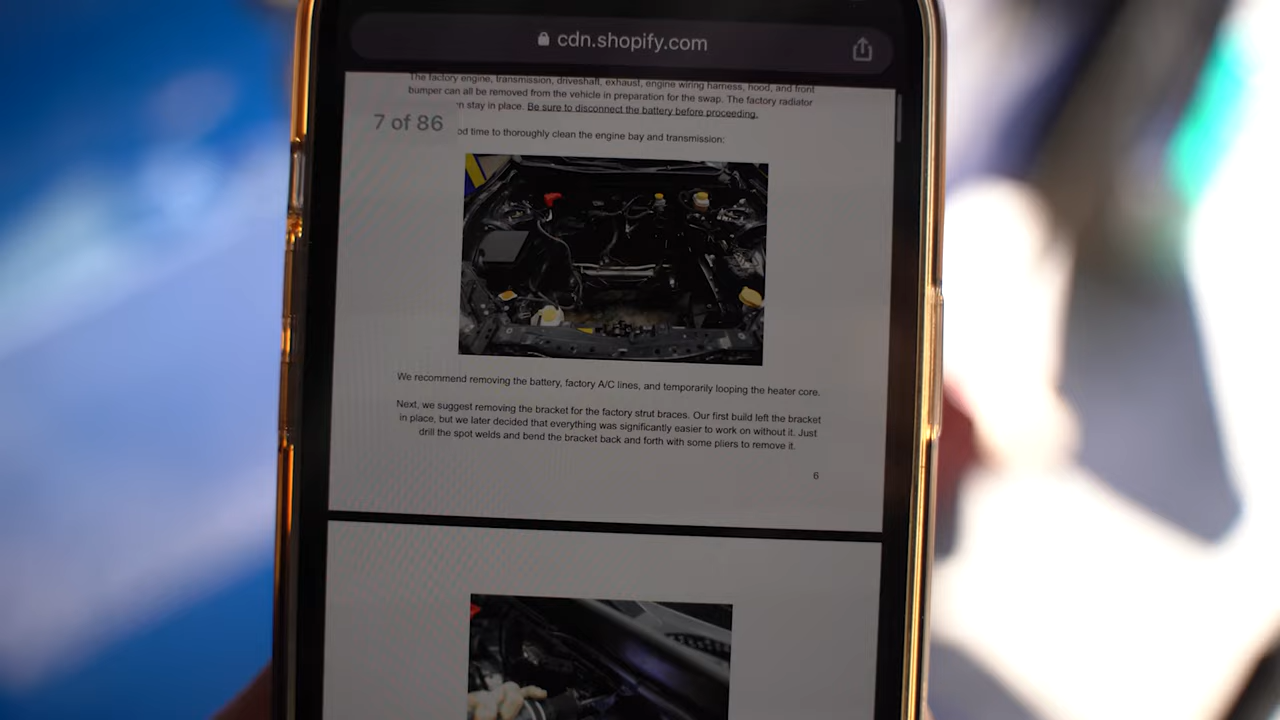 cdn.shopify.com
The factory engine, transmission, driveshaft, exhaust, engine wiring harness, hood, and front
bumper can all be removed from the vehicle in preparation for the swap. The factory radiator
stay in place. Be sure to disconnect the battery before proceeding.
7 of 86
time to thoroughly clean the engine bay and transmission:
We recommend removing the battery, factory A/C lines, and temporarily looping the heater core.
Next, we suggest removing the bracket for the factory strut braces. Our first build left the bracket
in place, but we later decided that everything was significantly easier to work on without it. Just
drill the spot welds and bend the bracket back and forth with some pliers to remove it.
6